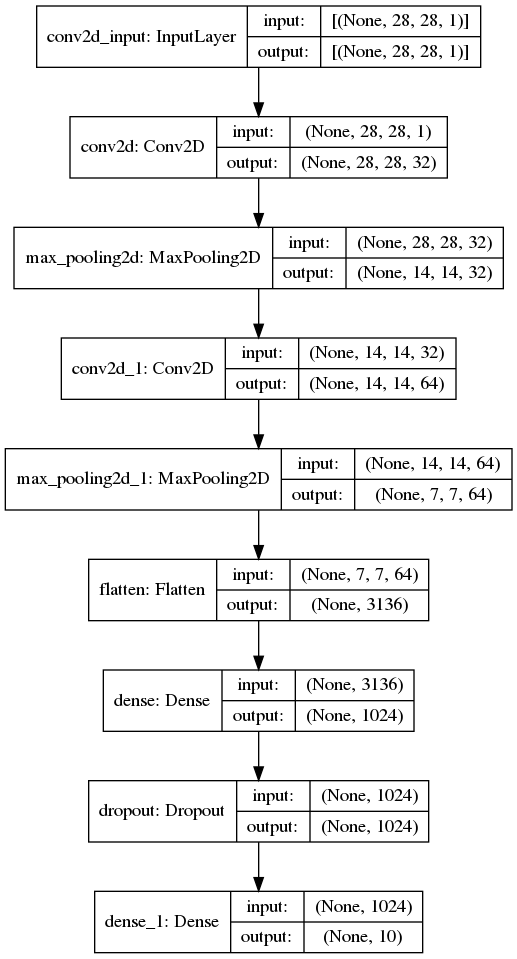 conv2d_input: InputLayer
input: [(None, 28, 28, 1)]
output: [(None, 28, 28, 1)]
conv2d: Conv2D
input: (None, 28, 28, 1)
output: (None, 28, 28, 32)
max_pooling2d: MaxPooling2D
input: (None, 28, 28, 32)
output: (None, 14, 14, 32)
conv2d_1: Conv2D
input: (None, 14, 14, 32)
output: (None, 14, 14, 64)
max_pooling2d_1: MaxPooling2D
input: (None, 14, 14, 64)
output: (None, 7, 7, 64)
flatten: Flatten
input: (None, 7, 7, 64)
output: (None, 3136)
dense: Dense
input: (None, 3136)
output: (None, 1024)
dropout: Dropout
input: (None, 1024)
output: (None, 1024)
dense_1: Dense
input: (None, 1024)
output: (None, 10)